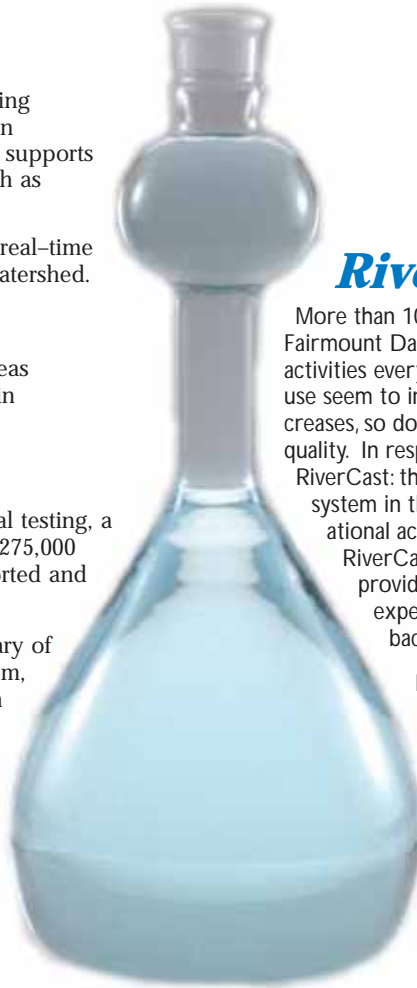 ing
n
supports
h as
real–time
atershed.
eas
in
al testing, a
275,000
orted and
ary of
m,
n
Rive
More than 10
Fairmount Da
activities every
use seem to in
creases, so do
quality. In resp
RiverCast: th
system in th
ational ac
RiverCa
provid
expe
bac